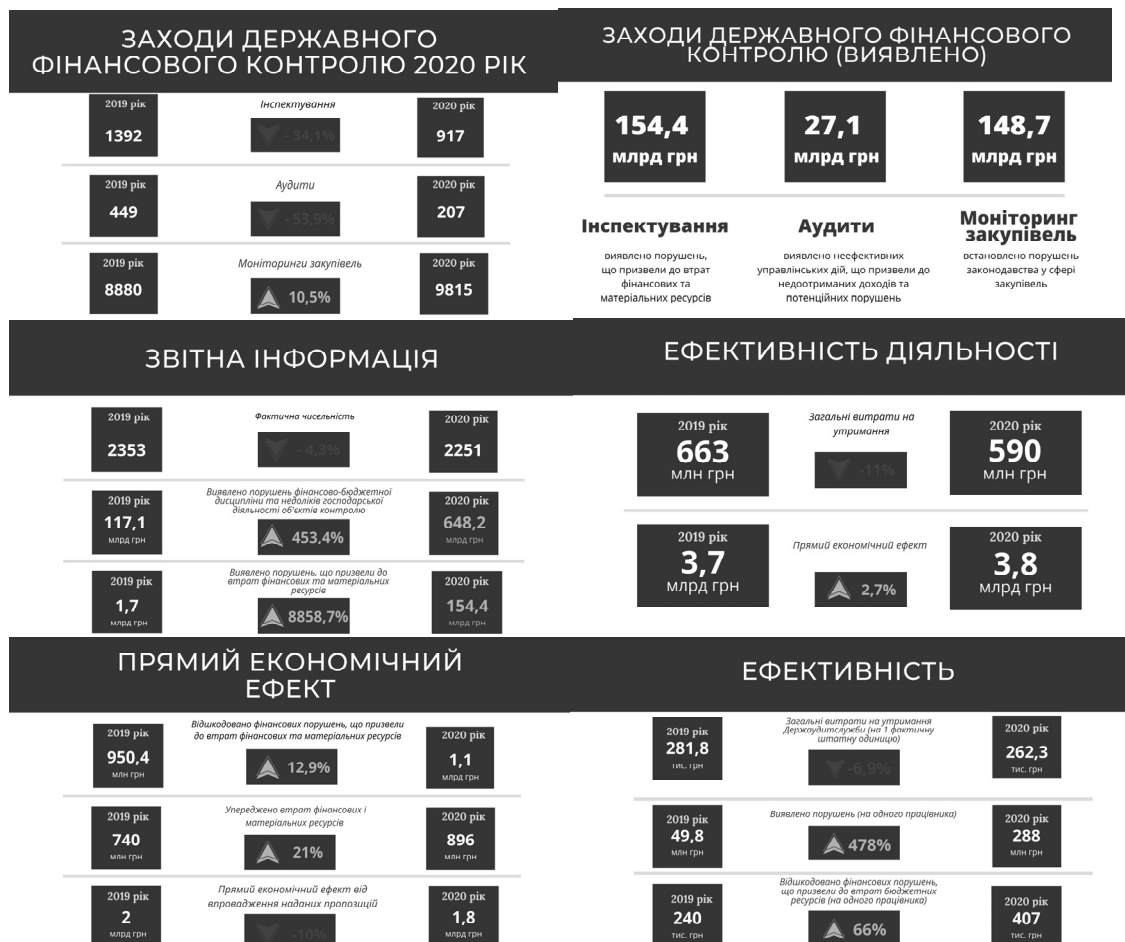 ЗАХОДИ ДЕРЖАВНОГО
ФІНАНСОВОГО КОНТРОЛЮ 2020 РІК
2019 рік
1392
Інспектування
- 34,1%
2020 рік
917
2019 рік
449
Аудити
- 53,9%
2020 рік
207
2019 рік
8880
Моніторинги закупівель
10,5%
2020 рік
9815
ЗАХОДИ ДЕРЖАВНОГО ФІНАНСОВОГО
КОНТРОЛЮ (ВИЯВЛЕНО)
154,4
млрд грн
27,1
млрд грн
148,7
млрд грн
Інспектування
виявлено порушень,
що призвели до втрат
фінансових та
матеріальних ресурсів
Аудити
виявлено неефективних
управлінських дій, що призвели до
недоотриманих доходів та
потенційних порушень
Моніторинг
закупівель
встановлено порушень
законодавства у сфері
закупівель
ЗВІТНА ІНФОРМАЦІЯ
2019 рік
2353
Фактична чисельність
- 4,3%
2020 рік
2251
2019 рік
117,1
млрд грн
Виявлено порушень фінансово-бюджетної
дисципліни та недоліків господарської
діяльності об'єктів контролю
453,4%
2020 рік
648,2
млрд грн
2019 рік
1,7
млрд грн
Виявлено порушень, що призвели до
втрат фінансових та матеріальних
ресурсів
8858,7%
2020 рік
154,4
млрд грн
ЕФЕКТИВНІСТЬ ДІЯЛЬНОСТІ
2019 рік
663
млн грн
Загальні витрати на
утримання
-11%
2020 рік
590
млн грн
2019 рік
3,7
млрд грн
Прямий економічний ефект
2,7%
2020 рік
3,8
млрд грн
ПРЯМИЙ ЕКОНОМІЧНИЙ
ЕФЕКТ
2019 рік
950,4
млн грн
Відшкодовано фінансових порушень, що призвели
до втрат фінансових та матеріальних ресурсів
12,9%
2020 рік
1,1
млрд грн
2019 рік
740
млн грн
Упереджено втрат фінансових і
матеріальних ресурсів
21%
2020 рік
896
млн грн
2019 рік
2
млрд грн
Прямий економічний ефект від
впровадження наданих пропозицій
-10%
2020 рік
1,8
млрд грн
ЕФЕКТИВНІСТЬ
2019 рік
281,8
тис. грн
Загальні витрати на утримання
Держаудитслужби (на 1 фактичну
штатну одиницю)
-6,9%
2020 рік
262,3
тис. грн
2019 рік
49,8
млн грн
Виявлено порушень (на одного працівника)
478%
2020 рік
288
млн грн
2019 рік
240
тис. грн
Відшкодовано фінансових порушень,
що призвели до втрат бюджетних
ресурсів (на одного працівника)
66%
2020 рік
407
тис. грн